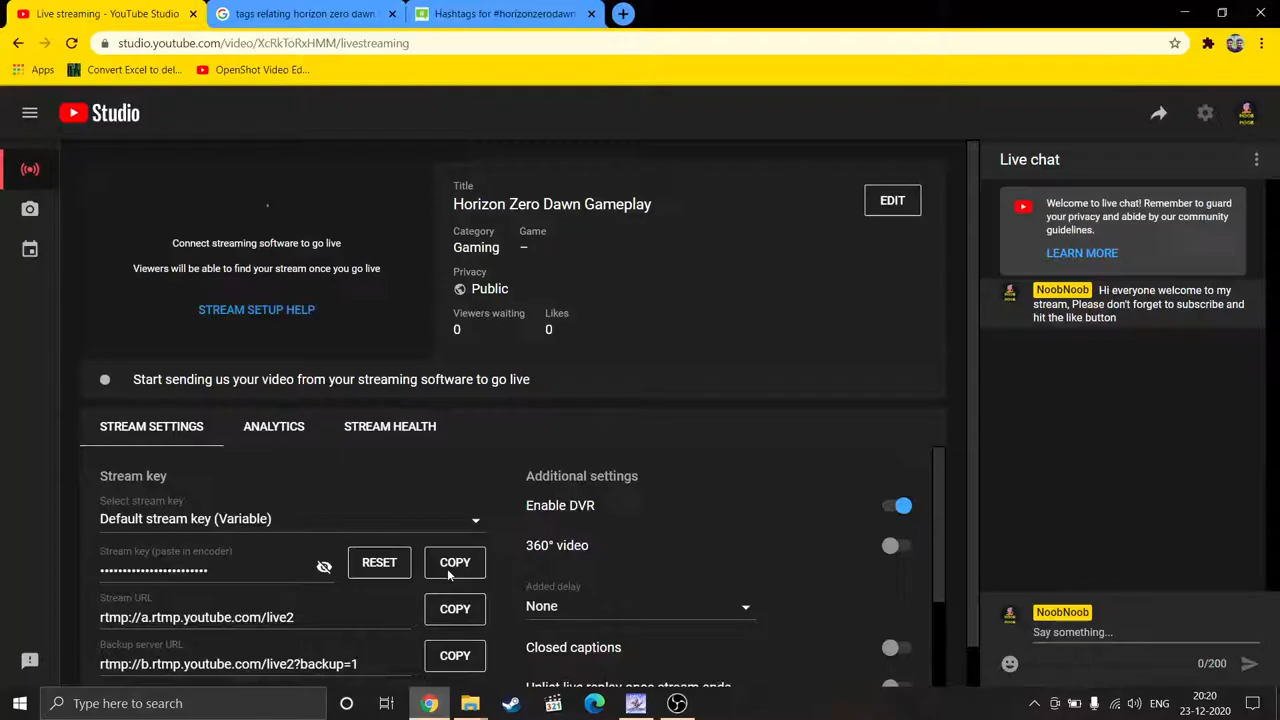 Live streaming - YouTube Studio
tags relating horizon zero dawn
Hashtags for #horizonzerodawn
studio.youtube.com/video/XcRkToRxHMM/livestreaming
Apps
Convert Excel to del...
OpenShot Video Ed...
Studio
Connect streaming software to go live
Viewers will be able to find your stream once you go live
STREAM SETUP HELP
Title
Horizon Zero Dawn Gameplay
EDIT
Category Game
Gaming –
Privacy
Public
Viewers waiting Likes
0 0
Start sending us your video from your streaming software to go live
STREAM SETTINGS ANALYTICS STREAM HEALTH
Stream key
Select stream key
Default stream key (Variable)
Stream key (paste in encoder)
••••••••••••••••••••••••
RESET COPY
Stream URL
rtmp://a.rtmp.youtube.com/live2
COPY
Backup server URL
rtmp://b.rtmp.youtube.com/live2?backup=1
COPY
Additional settings
Enable DVR
360° video
Added delay
None
Closed captions
Unlist live replay once stream ends
Live chat
Welcome to live chat! Remember to guard
your privacy and abide by our community
guidelines.
LEARN MORE
NoobNoob Hi everyone welcome to my
stream, Please don't forget to subscribe and
hit the like button
NoobNoob
Say something...
0/200
Type here to search
321
ENG
20:20
23-12-2020